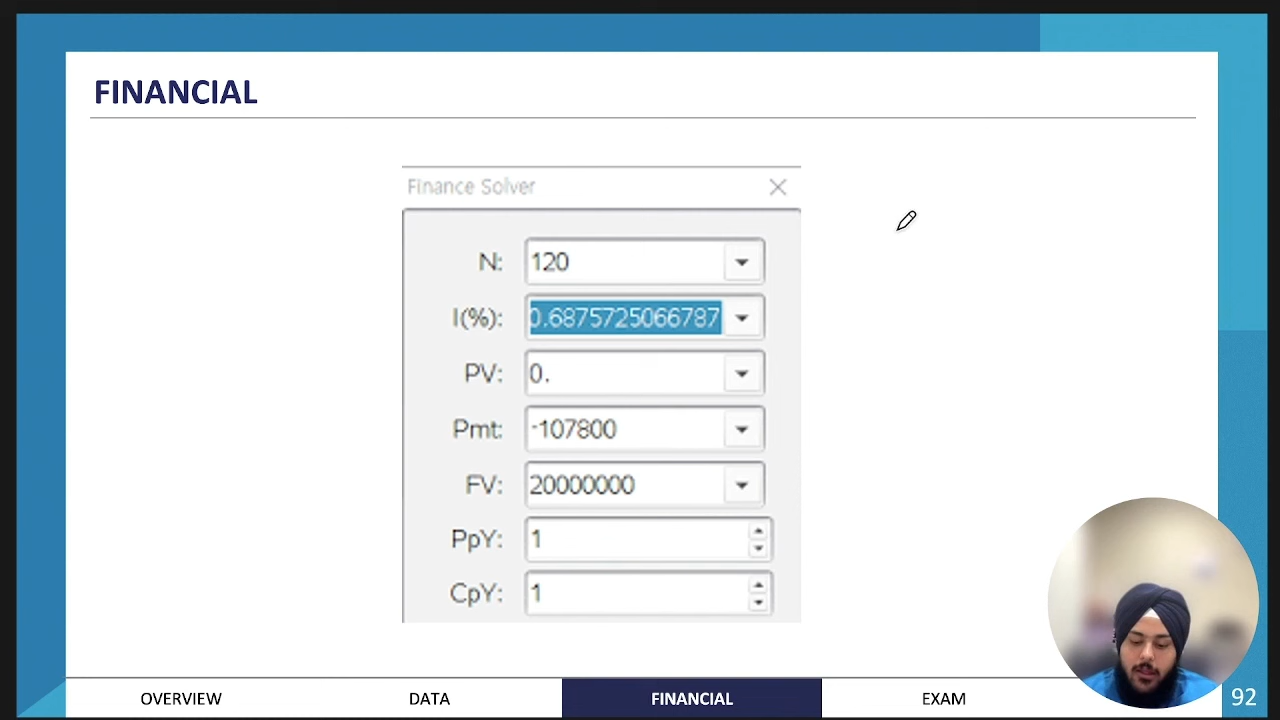 FINANCIAL
Finance Solver
N: 120
I(%): 0.6875725066787
PV: 0.
Pmt: -107800
FV: 20000000
PpY: 1
CpY: 1
OVERVIEW DATA FINANCIAL EXAM 92